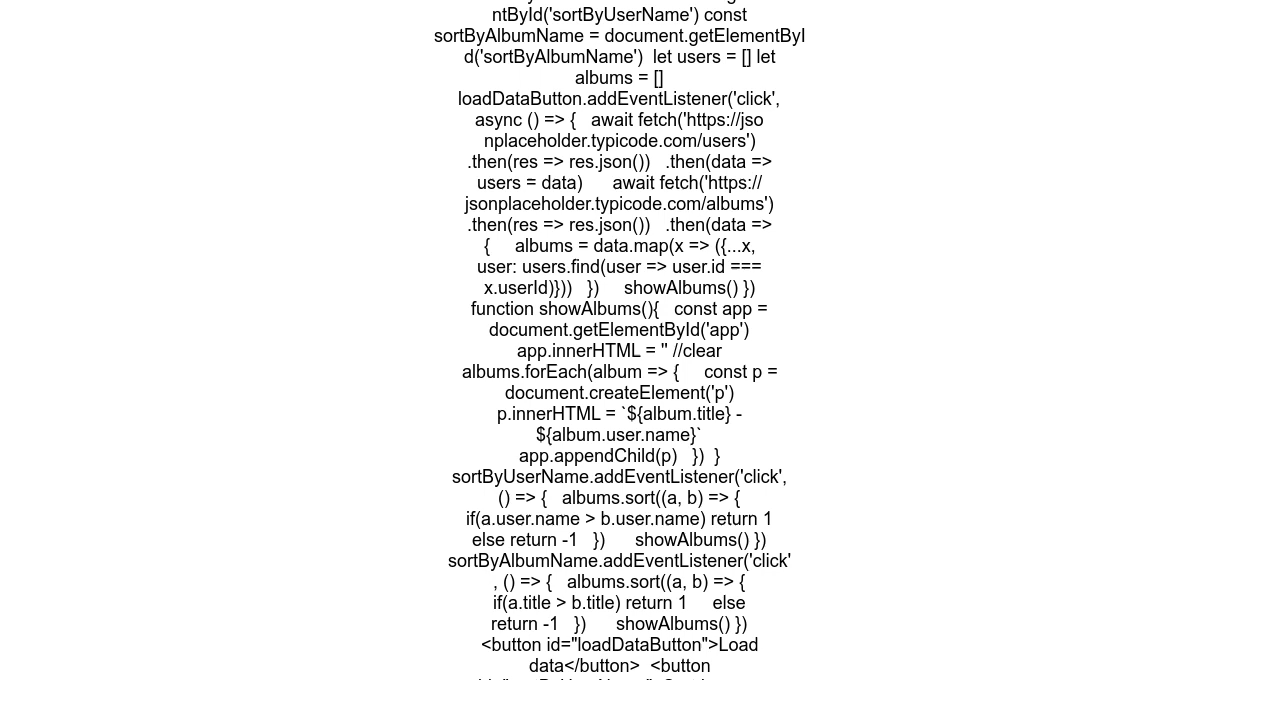 ntById('sortByUserName') const
sortByAlbumName = document.getElementByI
d('sortByAlbumName')  let users = [] let
albums = []
loadDataButton.addEventListener('click',
async () => {   await fetch('https://jso
nplaceholder.typicode.com/users')
.then(res => res.json())   .then(data =>
users = data)      await fetch('https://
jsonplaceholder.typicode.com/albums')
.then(res => res.json())   .then(data =>
{     albums = data.map(x => ({...x,
user: users.find(user => user.id ===
x.userId)}))   })     showAlbums() })
function showAlbums(){   const app =
document.getElementById('app')
app.innerHTML = '' //clear
albums.forEach(album => {     const p =
document.createElement('p')
p.innerHTML = `${album.title} -
${album.user.name}`
app.appendChild(p)   })  }
sortByUserName.addEventListener('click',
() => {   albums.sort((a, b) => {
if(a.user.name > b.user.name) return 1
else return -1   })      showAlbums() })
sortByAlbumName.addEventListener('click'
, () => {   albums.sort((a, b) => {
if(a.title > b.title) return 1     else
return -1   })      showAlbums() })
<button id="loadDataButton">Load
data</button>  <button